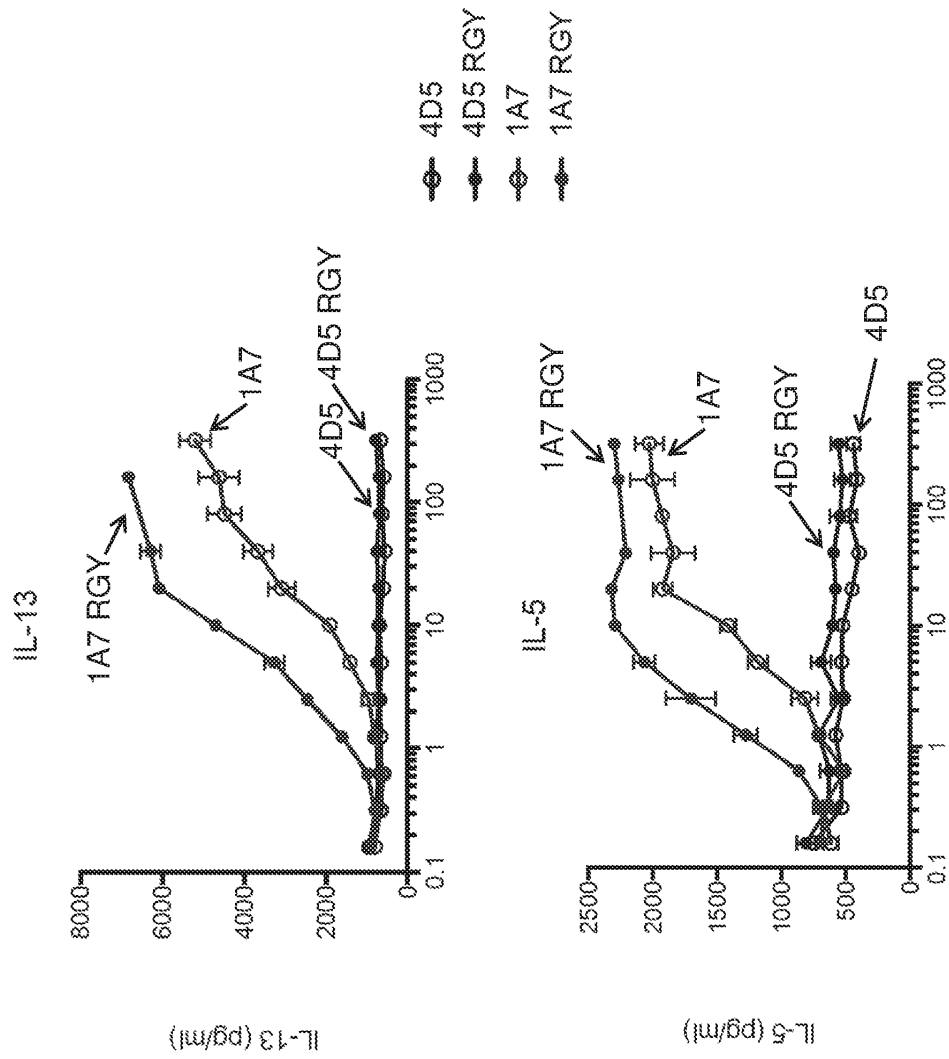 IL-13
IL-13 (pg/ml)
8000
6000
4000
2000
0
0.1
1
10
100
1000
1A7 RGY
1A7
4D5
4D5 RGY
IL-5
IL-5 (pg/ml)
2500
2000
1500
1000
500
0
0.1
1
10
100
1000
1A7 RGY
1A7
4D5 RGY
4D5
4D5
4D5 RGY
1A7
1A7 RGY